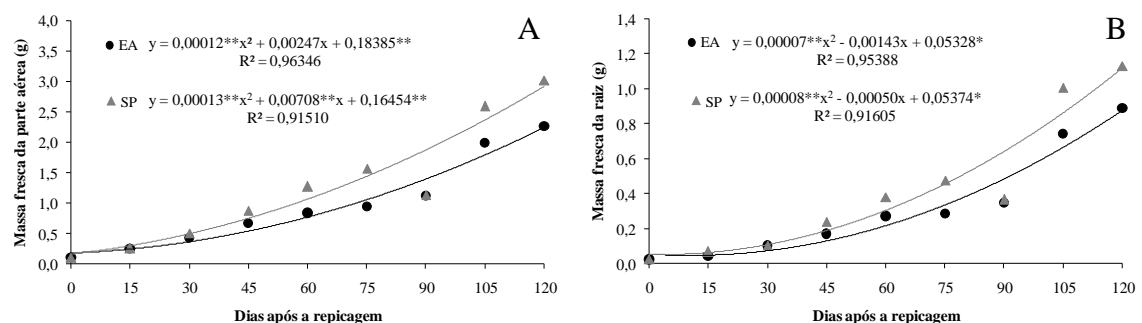 A
EA y = 0,00012**x² + 0,00247x + 0,18385**
R² = 0,96346
SP y = 0,00013**x² + 0,00708**x + 0,16454**
R² = 0,91510
Massa fresca da parte aérea (g)
4,0
3,5
3,0
2,5
2,0
1,5
1,0
0,5
0,0
0 15 30 45 60 75 90 105 120
Dias após a repicagem
B
EA y = 0,00007**x² - 0,00143x + 0,05328*
R² = 0,95388
SP y = 0,00008**x² - 0,00050x + 0,05374*
R² = 0,91605
Massa fresca da raiz (g)
1,4
1,2
1,0
0,8
0,6
0,4
0,2
0,0
0 15 30 45 60 75 90 105 120
Dias após a repicagem